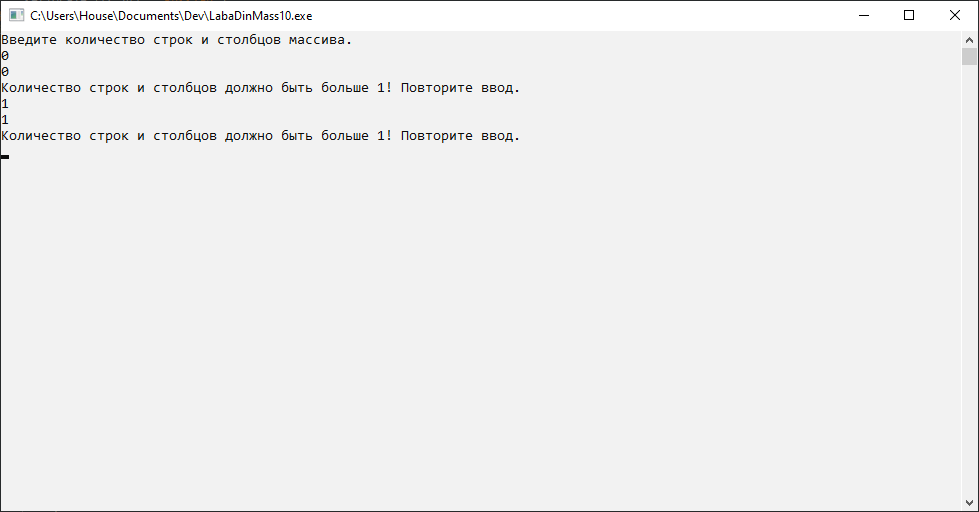 C:\Users\House\Documents\Dev\LabaDinMass10.exe
Введите количество строк и столбцов массива.
0
0
Количество строк и столбцов должно быть больше 1! Повторите ввод.
1
1
Количество строк и столбцов должно быть больше 1! Повторите ввод.